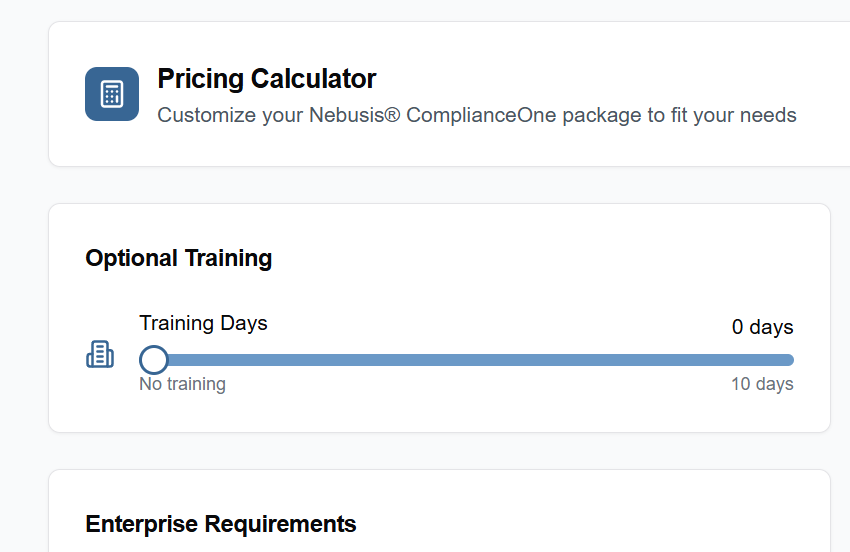 Pricing Calculator
Customize your Nebusis® ComplianceOne package to fit your needs
Optional Training
Training Days
0 days
No training
10 days
Enterprise Requirements